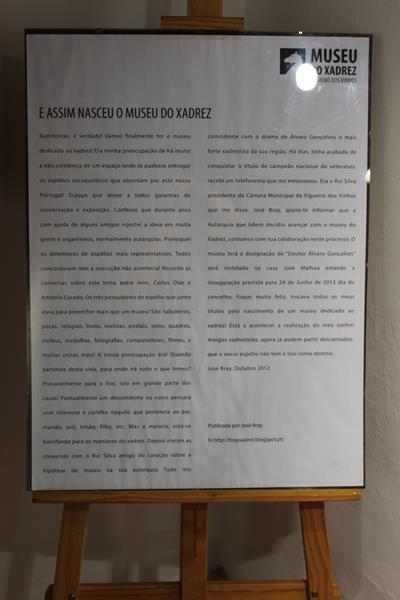 MUSEU
DO XADREZ
FIGUEIRÓ DOS VINHOS
E ASSIM NASCEU O MUSEU DO XADREZ
Xadrezistas, é verdade! Vamos finalmente ter o museu
dedicado ao xadrez! Era minha preocupação de há muito
a não existência de um espaço onde se pudesse entregar
os espólios escaquísticos que abundam por este nosso
Portugal! Espaço que desse a todos garantias de
conservação e exposição. Confesso que durante anos
com ajuda de alguns amigos injectei a ideia em muita
gente e organismos, normalmente autarquias. Provoquei
os detentores de espólios mais representativos. Todos
concordavam mas a execução não acontecia! Recordo as
conversas sobre este tema entre mim, Carlos Dias e
António Curado. Os três possuidores de espólio que junto
dava para preencher mais que um museu! São: tabuleiros,
peças, relógios, livros, revistas, postais, selos, quadros,
troféus, medalhas, fotografias, computadores, filmes, e
muitas coisas mais! A nossa preocupação era! Quando
partirmos desta vida, para onde irá tudo o que temos?
Provavelmente para o lixo, isto em grande parte dos
casos! Pontualmente um descendente ou outro pensará
com interesse e carinho naquilo que pertencia ao pai,
marido, avô, irmão, filho, etc. Mas a maioria, está-se
borrifando para os maníacos do xadrez. Depois vieram as
conversas com o Rui Silva amigo do coração sobre a
hipótese do museu na sua autarquia. Tudo isto
coincidente com o drama de Álvaro Gonçalves o mais
forte xadrezista da sua região. Há dias, tinha acabado de
conquistar o título de campeão nacional de veteranos,
recebi um telefonema que me emocionou. Era o Rui Silva
presidente da Câmara Municipal de Figueiró dos Vinhos
que me disse. José Bray, quero-te informar que a
Autarquia que lidero decidiu avançar com o museu do
Xadrez, contamos com tua colaboração neste processo. O
museu terá a designação de "Doutor Álvaro Gonçalves"
será instalado na casa José Malhoa estando a
inauguração prevista para 24 de Junho de 2013 dia do
concelho. Fiquei muito feliz, trocava todos os meus
títulos pelo nascimento de um museu dedicado ao
xadrez! Está a acontecer a realização do meu sonho!
Amigos xadrezistas, agora já podem partir descansados,
que o vosso espólio não tem o lixo como destino.
José Bray, Outubro 2012
Publicada por José Bray
In http://brayxadrez.blogspot.pt/